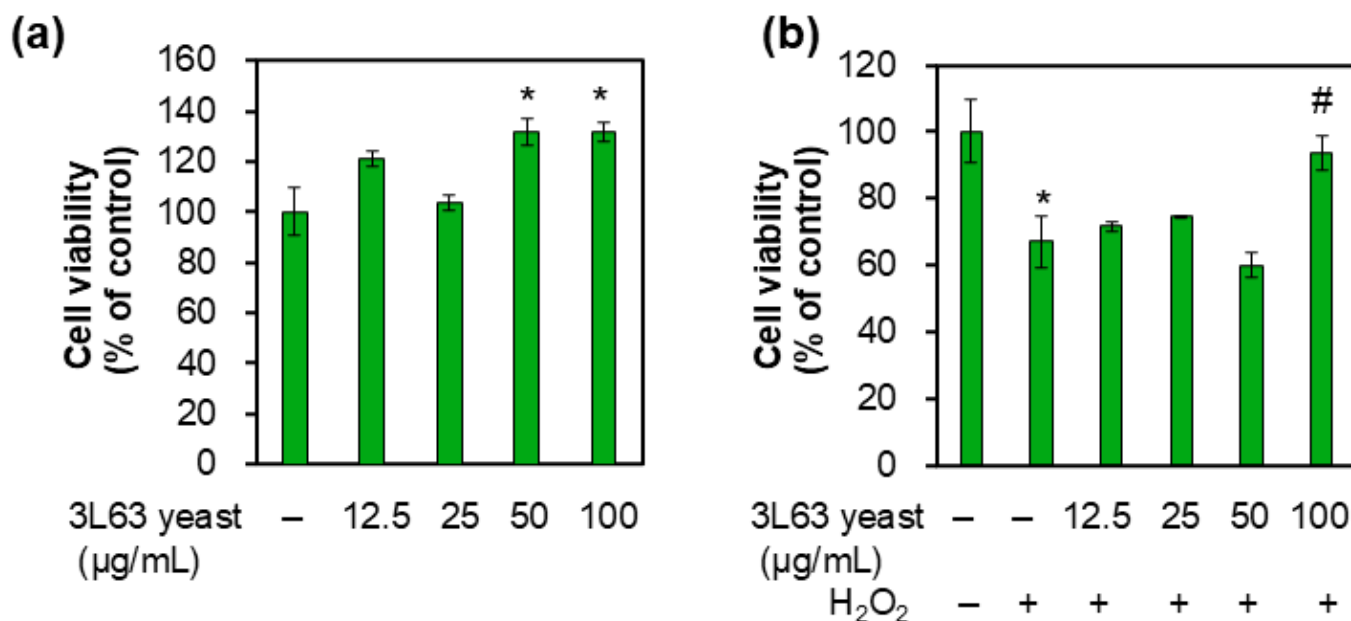 (a)
Cell viability
(% of control)
160
140
120
100
80
60
40
20
0
* *
3L63 yeast – 12.5 25 50 100
(µg/mL)
(b)
Cell viability
(% of control)
120
100
80
60
40
20
0
* #
3L63 yeast – – 12.5 25 50 100
(µg/mL)
H₂O₂ – + + + + +